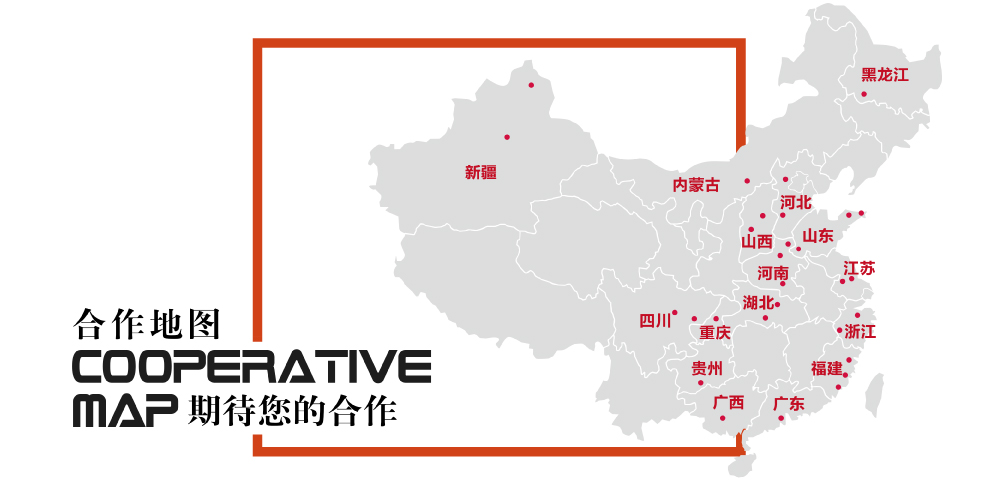 黑龙江
新疆
内蒙古
河北
山西
山东
河南
江苏
湖北
四川
重庆
浙江
贵州
福建
广西
广东
合作地图
COOPERATIVE
MAP 期待您的合作